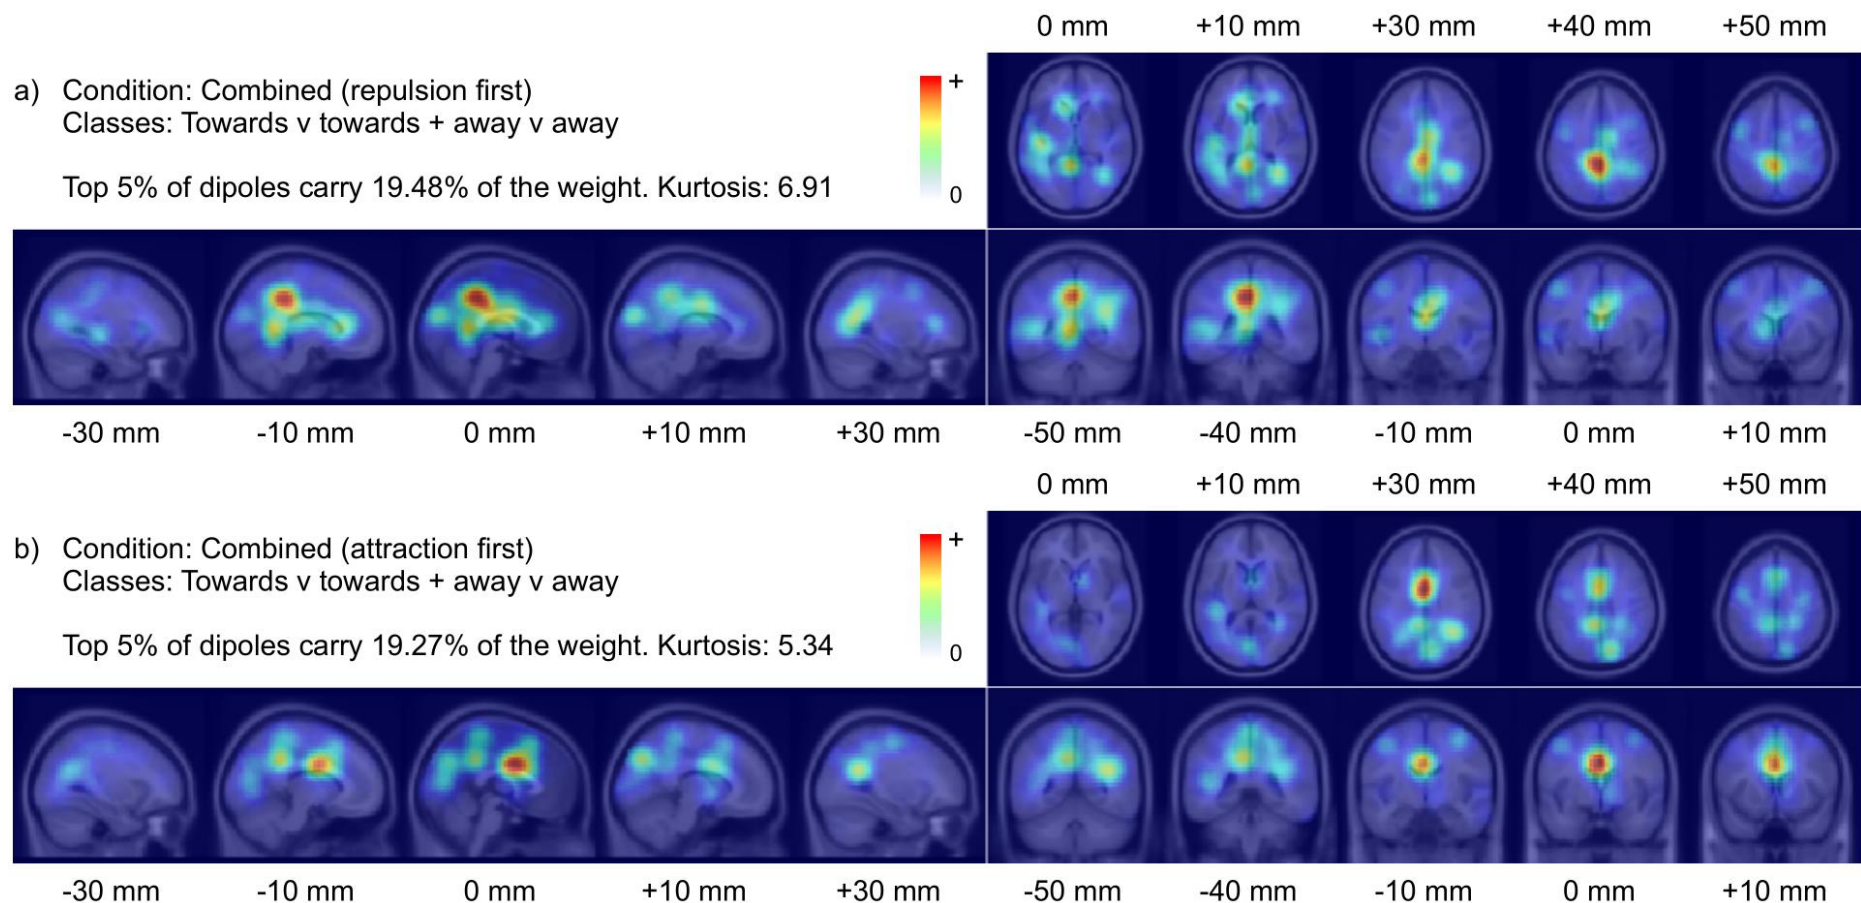 0 mm +10 mm +30 mm +40 mm +50 mm
a) Condition: Combined (repulsion first)
Classes: Towards v towards + away v away
+
Top 5% of dipoles carry 19.48% of the weight. Kurtosis: 6.91
0
-30 mm -10 mm 0 mm +10 mm +30 mm -50 mm -40 mm -10 mm 0 mm +10 mm
0 mm +10 mm +30 mm +40 mm +50 mm
b) Condition: Combined (attraction first)
Classes: Towards v towards + away v away
+
Top 5% of dipoles carry 19.27% of the weight. Kurtosis: 5.34
0
-30 mm -10 mm 0 mm +10 mm +30 mm -50 mm -40 mm -10 mm 0 mm +10 mm